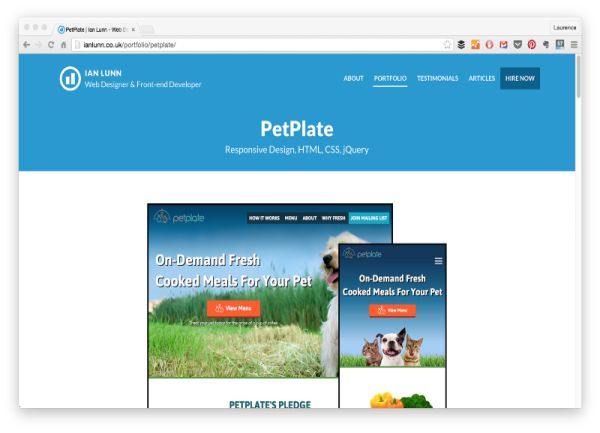 PetPlate | Ian Lunn - Web De
Laurence
ianlunn.co.uk/portfolio/petplate/
IAN LUNN
Web Designer & Front-end Developer
ABOUT PORTFOLIO TESTIMONIALS ARTICLES HIRE NOW
PetPlate
Responsive Design, HTML, CSS, jQuery
petplate
HOW IT WORKS MENU ABOUT WHY FRESH JOIN MAILING LIST
On-Demand Fresh
Cooked Meals For Your Pet
View Menu
PETPLATE'S PLEDGE
petplate
On-Demand Fresh
Cooked Meals For Your Pet
View Menu